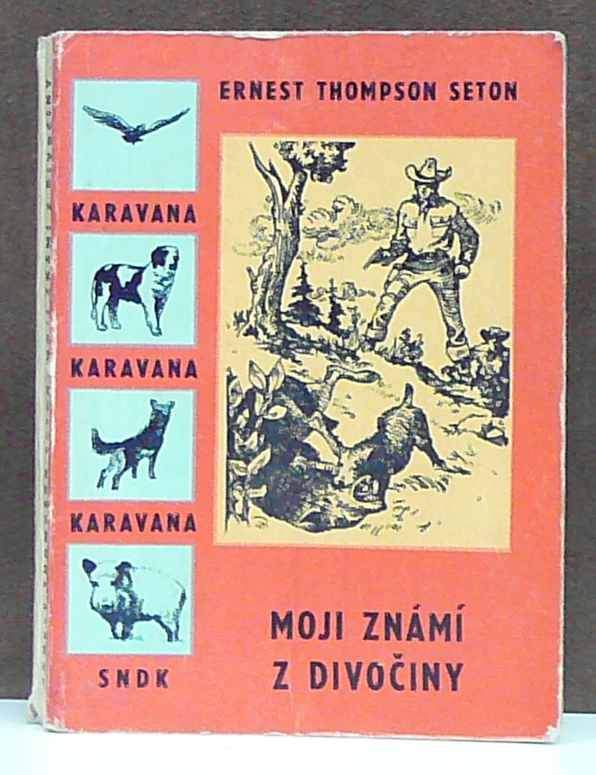 ERNEST THOMPSON SETON
KARAVANA
KARAVANA
KARAVANA
SNDK
MOJI ZNÁMÍ
Z DIVOČINY